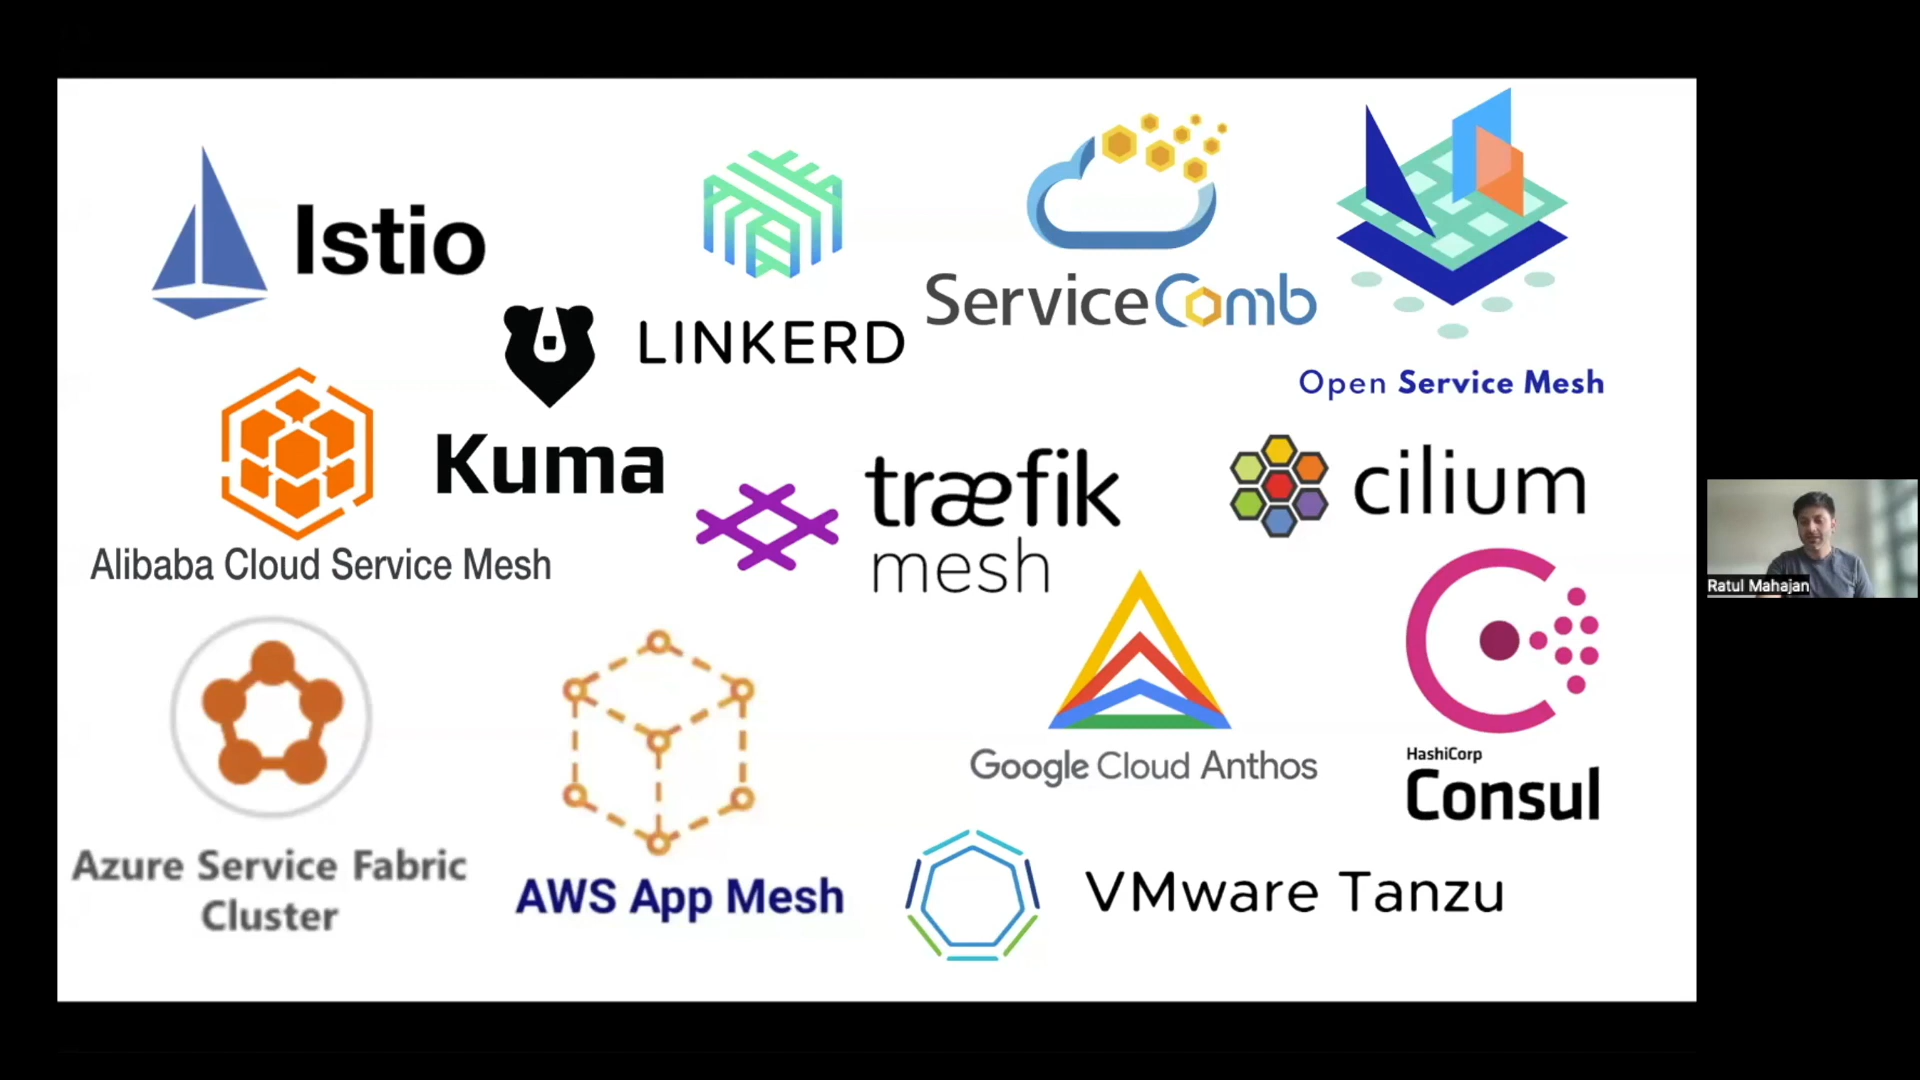 Istio
LINKERD
ServiceComb
Open Service Mesh
Alibaba Cloud Service Mesh
Kuma
træfik
mesh
cilium
Azure Service Fabric
Cluster
AWS App Mesh
Google Cloud Anthos
HashiCorp
Consul
VMware Tanzu
Ratul Mahajan